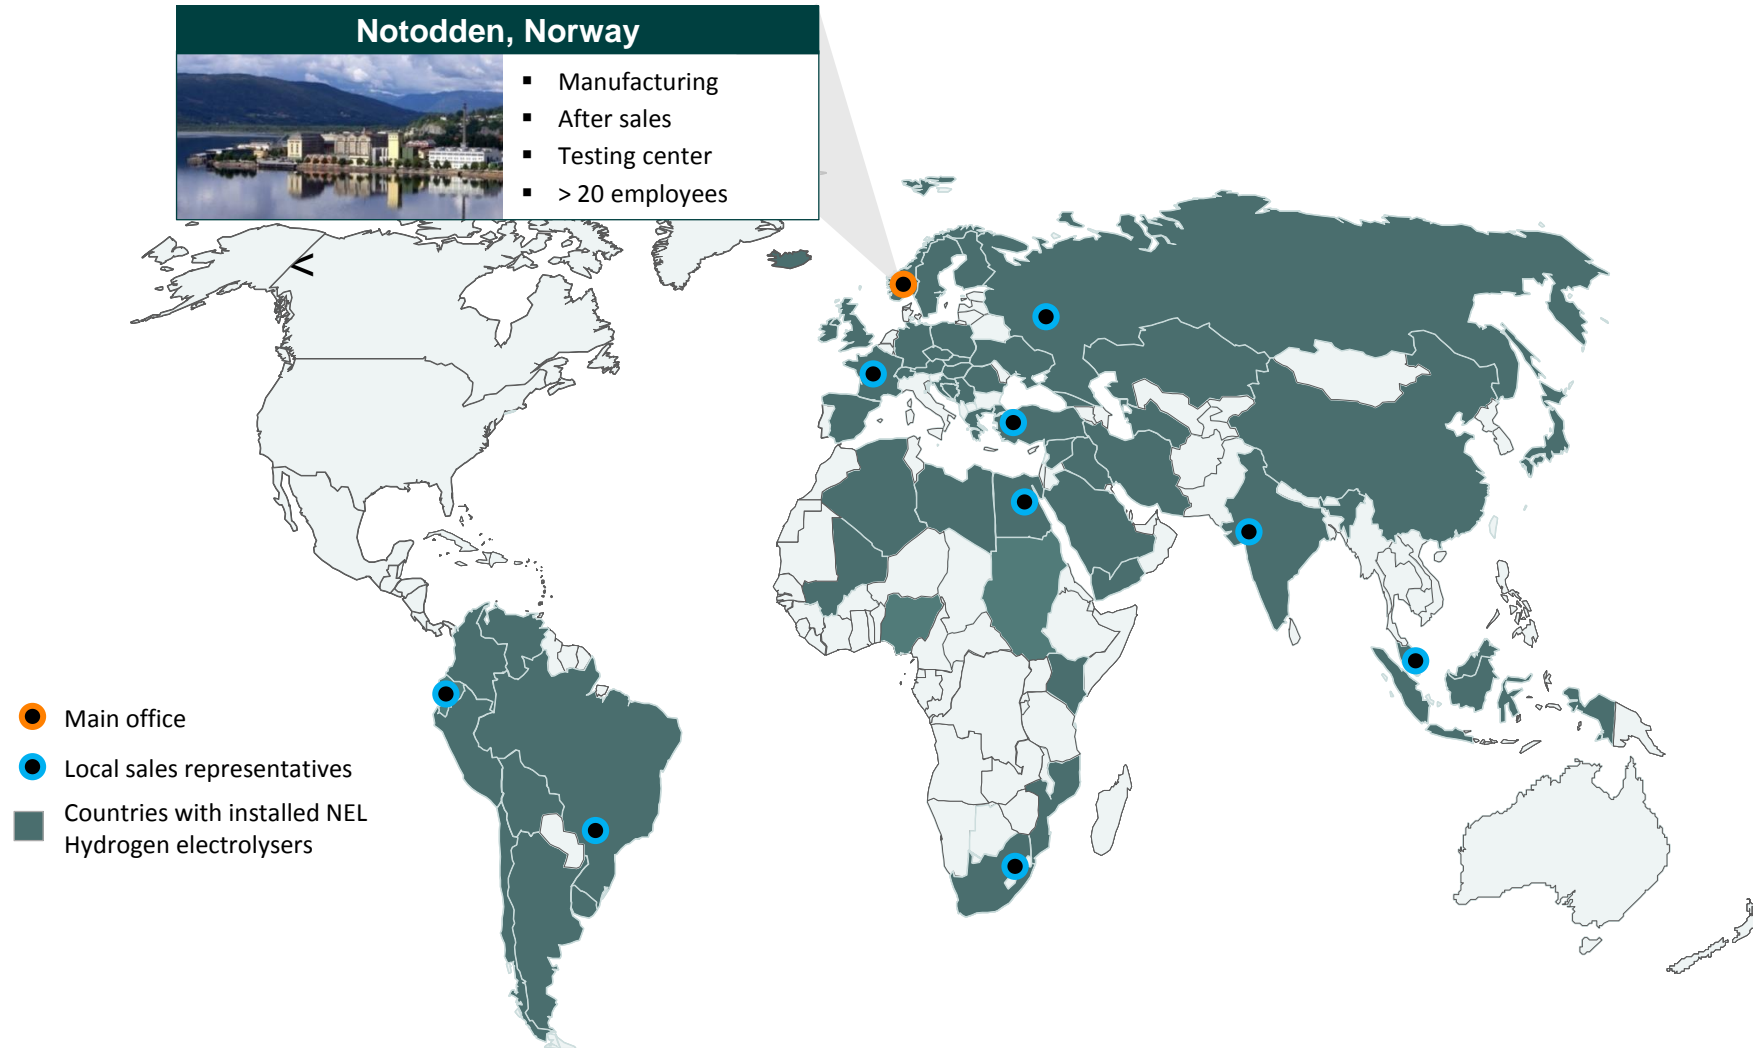 Notodden, Norway
▪ Manufacturing
▪ After sales
▪ Testing center
▪ > 20 employees
Main office
Local sales representatives
Countries with installed NEL
Hydrogen electrolysers